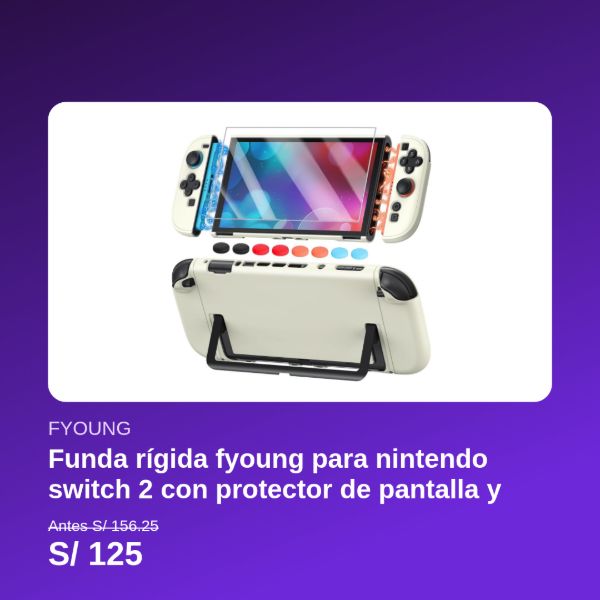 FYOUNG
Funda rígida fyoung para nintendo
switch 2 con protector de pantalla y
Antes S/ 156.25
S/ 125